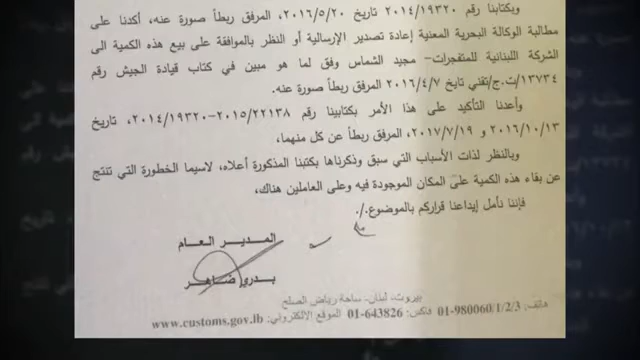 وبكتابنا رقم ٢٠١٤/١٩٣٢٠ تاريخ ٢٠١٦/٥/٢٠، المرفق ربطاً صورة عنه، أكدنا على
مطالبة الوكالة البحرية المعنية إعادة تصدير الإرسالية أو النظر بالموافقة على بيع هذه الكمية الى
الشركة اللبنانية للمتفجرات– مجيد الشماس وفق لما هو مبين في كتاب قيادة الجيش رقم
١٣٧٣٤/ت.ج/تقني تايخ ٢٠١٦/٤/٧ المرفق ربطاً صورة عنه.
وأعدنا التأكيد على هذا الأمر بكتابينا رقم ٢٠١٥/٢٢١٣٨-٢٠١٤/١٩٣٢٠، تاريخ
٢٠١٦/١٠/١٣ و ٢٠١٧/٧/١٩، المرفق ربطاً عن كل منهما،
وبالنظر لذات الأسباب التي سبق وذكرناها بكتبنا المذكورة أعلاه، لاسيما الخطورة التي تنتج
عن بقاء هذه الكمية على المكان الموجودة فيه وعلى العاملين هناك،
فإننا نأمل إيداعنا قراركم بالموضوع./.
المدير العام
بدري ضاهر
بيروت- لبنان- ساحة رياض الصلح
هاتف: 01-980060/1/2/3 فاكس: 01-643826 الموقع الإلكتروني: www.customs.gov.lb